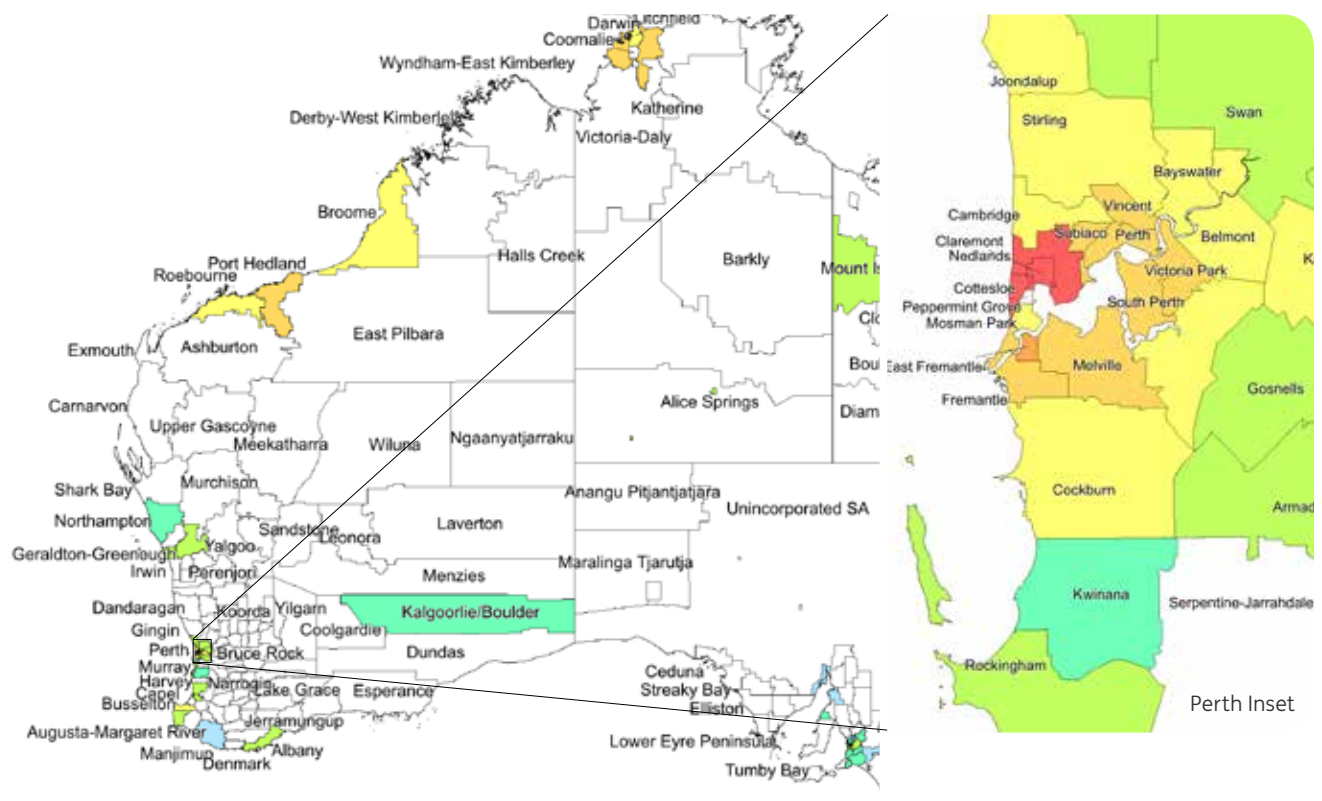 Darwin
Litchfield
Coomalie
Wyndham-East Kimberley
Katherine
Derby-West Kimberley
Victoria-Daly
Broome
Halls Creek
Barkly
Port Hedland
Roebourne
Mount Is
East Pilbara
Clo
Exmouth
Ashburton
Bou
Carnarvon
Alice Springs
Diam
Upper Gascoyne
Meekatharra
Wiluna
Ngaanyatjarraku
Murchison
Shark Bay
Anangu Pitjantjatjara
Unincorporated SA
Northampton
Sandstone
Leonora
Laverton
Geraldton-Greenough
Yalgoo
Maralinga Tjarutja
Irwin
Perenjori
Menzies
Dandaragan
Koorda
Yilgarn
Kalgoorlie/Boulder
Gingin
Coolgardie
Perth
Bruce Rock
Dundas
Murray
Harvey
Narrogin
Lake Grace
Esperance
Capel
Busselton
Ceduna
Streaky Bay
Elliston
Augusta-Margaret River
Jerramungup
Manjimup
Denmark
Albany
Lower Eyre Peninsula
Tumby Bay
Joondalup
Swan
Stirling
Bayswater
Vincent
Cambridge
Subiaco
Perth
Belmont
Claremont
Nedlands
K
Victoria Park
Cottesloe
South Perth
Peppermint Grove
Mosman Park
East Fremantle
Melville
Fremantle
Gosnells
Cockburn
Armad
Kwinana
Serpentine-Jarrahdale
Rockingham
Perth Inset